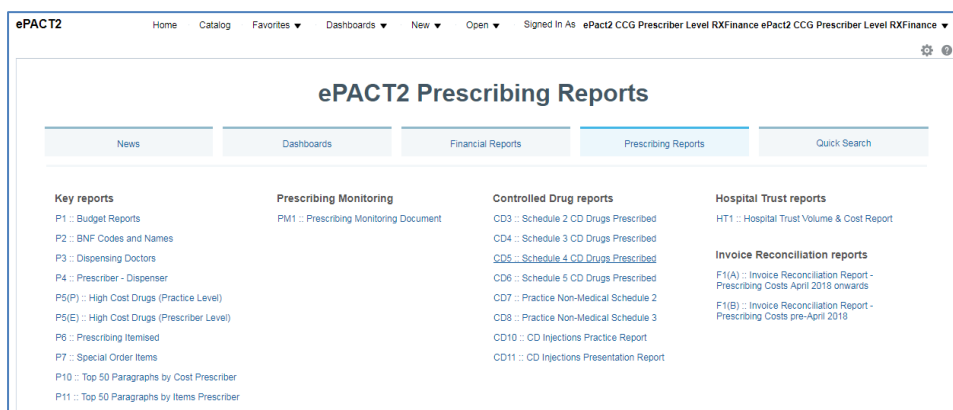 ePACT2 Home Catalog Favorites Dashboards New Open Signed In As ePact2 CCG Prescriber Level RXFinance ePact2 CCG Prescriber Level RXFinance
ePACT2 Prescribing Reports
News Dashboards Financial Reports Prescribing Reports Quick Search
Key reports
P1 :: Budget Reports
P2 :: BNF Codes and Names
P3 :: Dispensing Doctors
P4 :: Prescriber - Dispenser
P5(P) :: High Cost Drugs (Practice Level)
P5(E) :: High Cost Drugs (Prescriber Level)
P6 :: Prescribing Itemised
P7 :: Special Order Items
P10 :: Top 50 Paragraphs by Cost Prescriber
P11 :: Top 50 Paragraphs by Items Prescriber
Prescribing Monitoring
PM1 :: Prescribing Monitoring Document
Controlled Drug reports
CD3 :: Schedule 2 CD Drugs Prescribed
CD4 :: Schedule 3 CD Drugs Prescribed
CD5 :: Schedule 4 CD Drugs Prescribed
CD6 :: Schedule 5 CD Drugs Prescribed
CD7 :: Practice Non-Medical Schedule 2
CD8 :: Practice Non-Medical Schedule 3
CD10 :: CD Injections Practice Report
CD11 :: CD Injections Presentation Report
Hospital Trust reports
HT1 :: Hospital Trust Volume & Cost Report
Invoice Reconciliation reports
F1(A) :: Invoice Reconciliation Report -
Prescribing Costs April 2018 onwards
F1(B) :: Invoice Reconciliation Report -
Prescribing Costs pre-April 2018